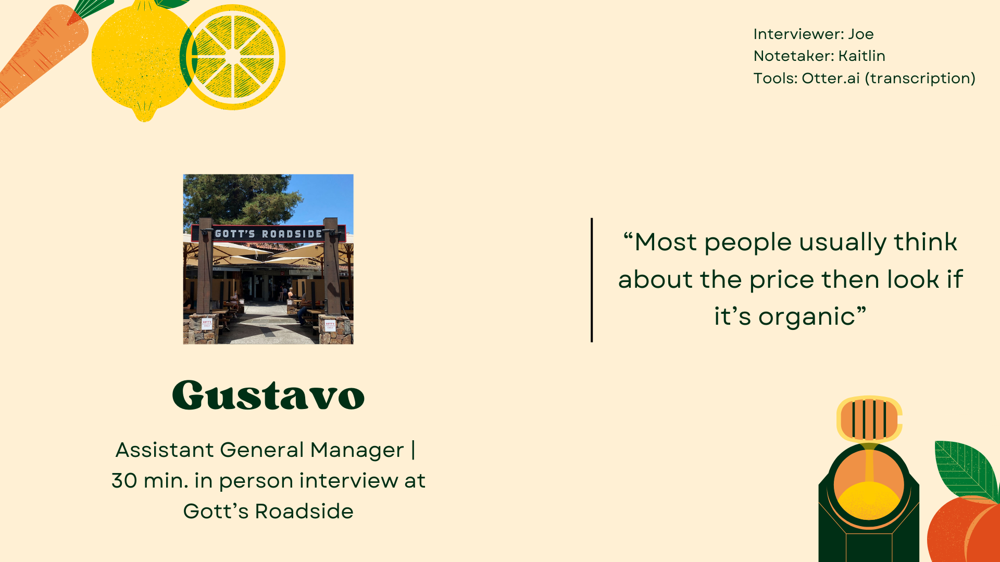 Interviewer: Joe
Notetaker: Kaitlin
Tools: Otter.ai (transcription)
GOTT'S ROADSIDE
“Most people usually think
about the price then look if
it’s organic”
Gustavo
Assistant General Manager |
30 min. in person interview at
Gott’s Roadside